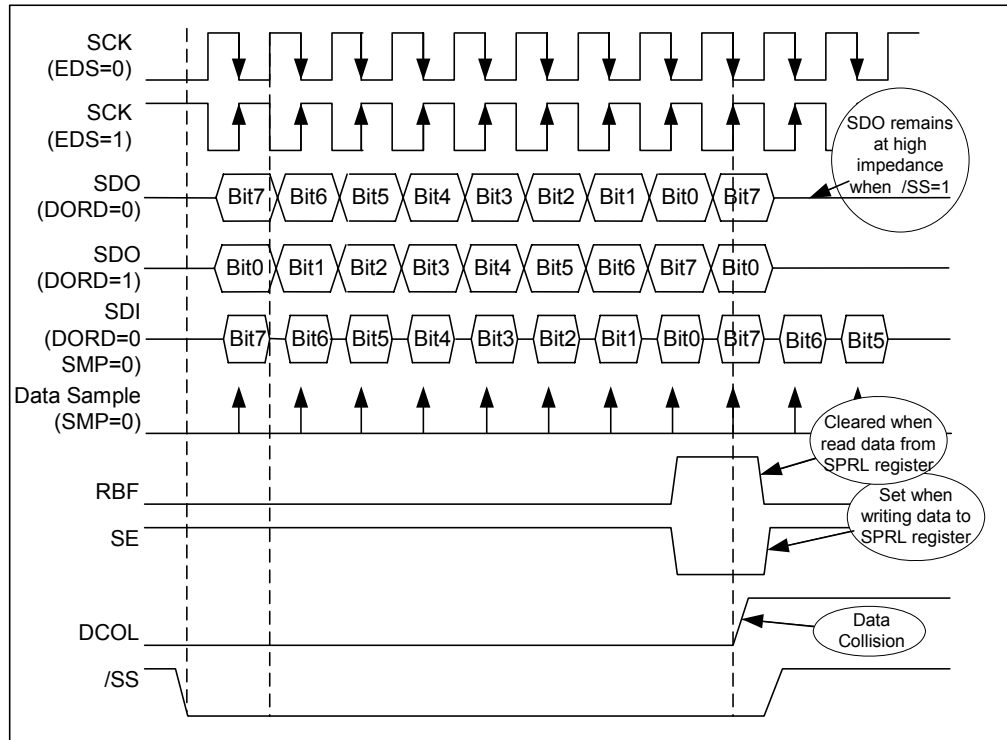 SCK
(EDS=0)
SCK
(EDS=1)
SDO remains
at high
impedance
when /SS=1
SDO
(DORD=0)
Bit7 Bit6 Bit5 Bit4 Bit3 Bit2 Bit1 Bit0 Bit7
SDO
(DORD=1)
Bit0 Bit1 Bit2 Bit3 Bit4 Bit5 Bit6 Bit7 Bit0
SDI
(DORD=0
SMP=0)
Bit7 Bit6 Bit5 Bit4 Bit3 Bit2 Bit1 Bit0 Bit7 Bit6 Bit5
Data Sample
(SMP=0)
Cleared when
read data from
SPRL register
RBF
Set when
writing data to
SPRL register
SE
DCOL
Data
Collision
/SS